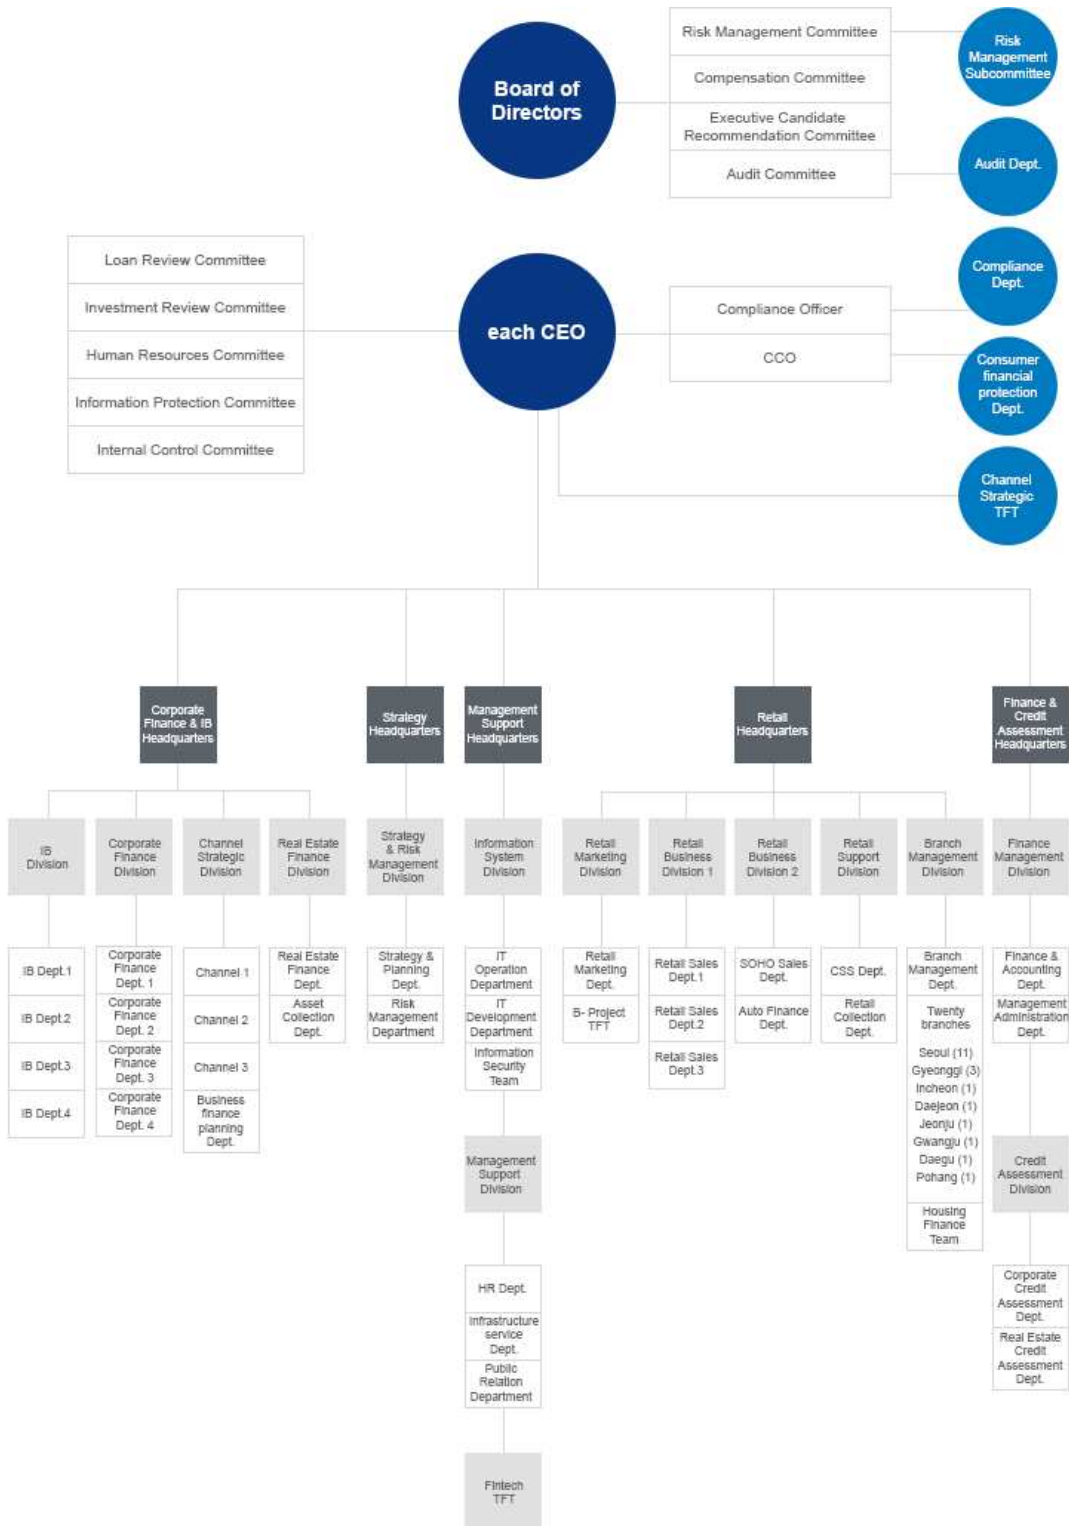 Board of
Directors
Risk Management Committee
Compensation Committee
Executive Candidate
Recommendation Committee
Audit Committee
Risk
Management
Subcommittee
Audit Dept.
Loan Review Committee
Investment Review Committee
Human Resources Committee
Information Protection Committee
Internal Control Committee
each CEO
Compliance Officer
CCO
Compliance
Dept.
Consumer
financial
protection
Dept.
Channel
Strategic
TFT
Corporate
Finance & IB
Headquarters
Strategy
Headquarters
Management
Support
Headquarters
Retail
Headquarters
Finance &
Credit
Assessment
Headquarters
IB
Division
Corporate
Finance
Division
Channel
Strategic
Division
Real Estate
Finance
Division
Strategy
& Risk
Management
Division
Information
System
Division
Retail
Marketing
Division
Retail
Business
Division 1
Retail
Business
Division 2
Retail
Support
Division
Branch
Management
Division
Finance
Management
Division
IB Dept.1
IB Dept.2
IB Dept.3
IB Dept.4
Corporate
Finance
Dept. 1
Corporate
Finance
Dept. 2
Corporate
Finance
Dept. 3
Corporate
Finance
Dept. 4
Channel 1
Channel 2
Channel 3
Business
finance
planning
Dept.
Real Estate
Finance
Dept.
Asset
Collection
Dept.
Strategy &
Planning
Dept.
Risk
Management
Department
IT
Operation
Department
IT
Development
Department
Information
Security
Team
Management
Support
Division
HR Dept.
Infrastructure
service
Dept.
Public
Relation
Department
Fintech
TFT
Retail
Marketing
Dept.
B- Project
TFT
Retail Sales
Dept.1
Retail Sales
Dept.2
Retail Sales
Dept.3
SOHO Sales
Dept.
Auto Finance
Dept.
CSS Dept.
Retail
Collection
Dept.
Branch
Management
Dept.
Twenty
branches
Seoul (11)
Gyeonggi (3)
Incheon (1)
Daejeon (1)
Jeonju (1)
Gwangju (1)
Daegu (1)
Pohang (1)
Housing
Finance
Team
Finance &
Accounting
Dept.
Management
Administration
Dept.
Credit
Assessment
Division
Corporate
Credit
Assessment
Dept.
Real Estate
Credit
Assessment
Dept.